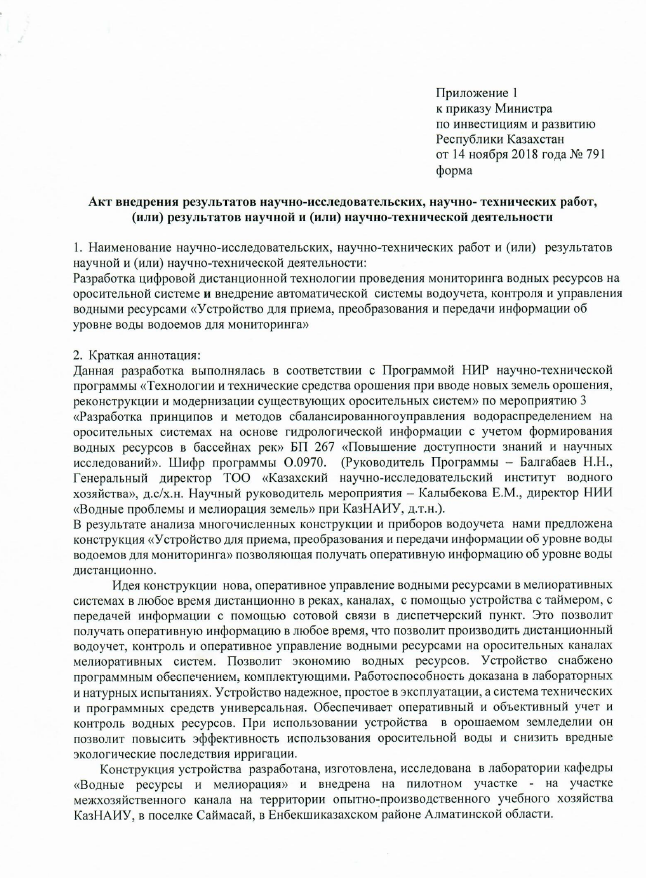 Приложение 1
к приказу Министра
по инвестициям и развитию
Республики Казахстан
от 14 ноября 2018 года № 791
форма
Акт внедрения результатов научно-исследовательских, научно- технических работ,
(или) результатов научной и (или) научно-технической деятельности
1. Наименование научно-исследовательских, научно-технических работ и (или) результатов
научной и (или) научно-технической деятельности:
Разработка цифровой дистанционной технологии проведения мониторинга водных ресурсов на
оросительной системе и внедрение автоматической системы водоучета, контроля и управления
водными ресурсами «Устройство для приема, преобразования и передачи информации об
уровне воды водоемов для мониторинга»
2. Краткая аннотация:
Данная разработка выполнялась в соответствии с Программой НИР научно-технической
программы «Технологии и технические средства орошения при вводе новых земель орошения,
реконструкции и модернизации существующих оросительных систем» по мероприятию 3
«Разработка принципов и методов сбалансированногоуправления водораспределением на
оросительных системах на основе гидрологической информации с учетом формирования
водных ресурсов в бассейнах рек» БП 267 «Повышение доступности знаний и научных
исследований». Шифр программы О.0970. (Руководитель Программы – Балгабаев Н.Н.,
Генеральный директор ТОО «Казахский научно-исследовательский институт водного
хозяйства», д.с/х.н. Научный руководитель мероприятия – Калыбекова Е.М., директор НИИ
«Водные проблемы и мелиорация земель» при КазНАИУ, д.т.н.).
В результате анализа многочисленных конструкции и приборов водоучета нами предложена
конструкция «Устройство для приема, преобразования и передачи информации об уровне воды
водоемов для мониторинга» позволяющая получать оперативную информацию об уровне воды
дистанционно.
Идея конструкции нова, оперативное управление водными ресурсами в мелиоративных
системах в любое время дистанционно в реках, каналах, с помощью устройства с таймером, с
передачей информации с помощью сотовой связи в диспетчерский пункт. Это позволит
получать оперативную информацию в любое время, что позволит производить дистанционный
водоучет, контроль и оперативное управление водными ресурсами на оросительных каналах
мелиоративных систем. Позволит экономию водных ресурсов. Устройство снабжено
программным обеспечением, комплектующими. Работоспособность доказана в лабораторных
и натурных испытаниях. Устройство надежное, простое в эксплуатации, а система технических
и программных средств универсальная. Обеспечивает оперативный и объективный учет и
контроль водных ресурсов. При использовании устройства в орошаемом земледелии он
позволит повысить эффективность использования оросительной воды и снизить вредные
экологические последствия ирригации.
Конструкция устройства разработана, изготовлена, исследована в лаборатории кафедры
«Водные ресурсы и мелиорация» и внедрена на пилотном участке - на участке
межхозяйственного канала на территории опытно-производственного учебного хозяйства
КазНАИУ, в поселке Саймасай, в Енбекшиказахском районе Алматинской области.